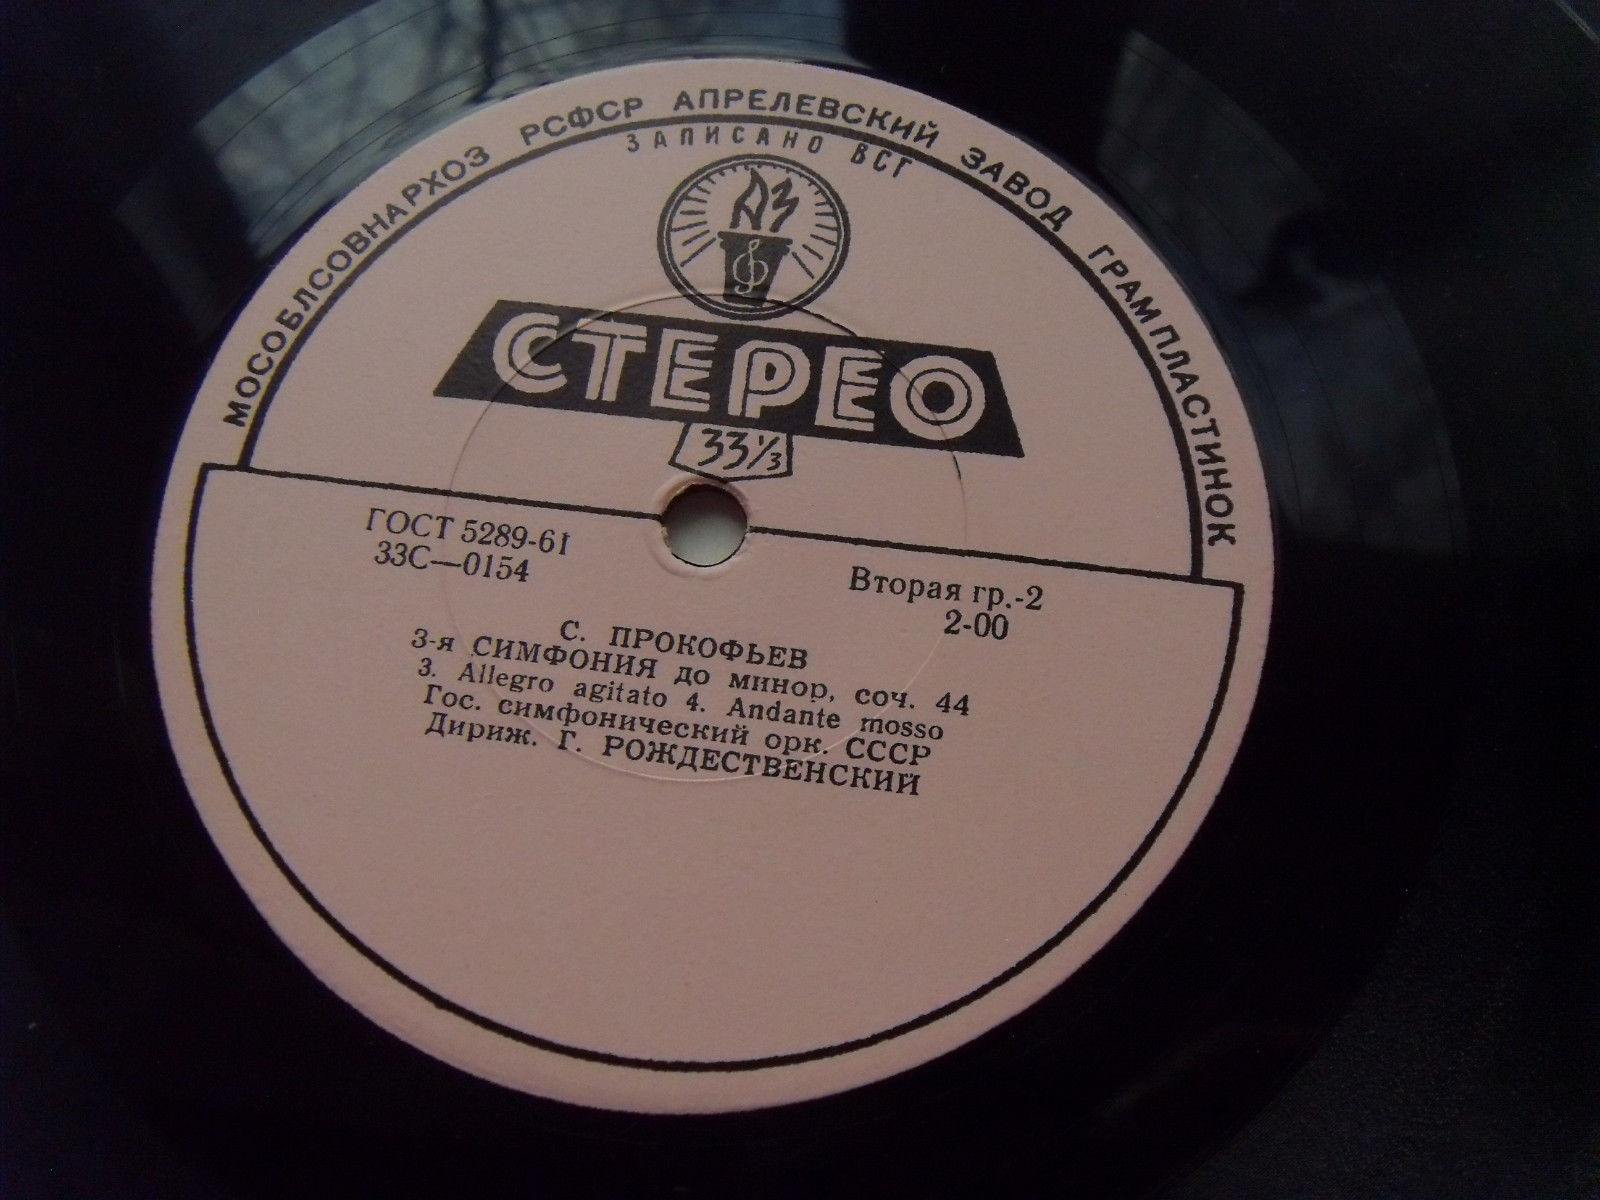 МОСОБЛСОВНАРХОЗ РСФСР АПРЕЛЕВСКИЙ ЗАВОД ГРАМПЛАСТИНОК
ЗАПИСАНО ВСГ
АЗ
СТЕРЕО
33⅓
ГОСТ 5289-61
33С—0154
Вторая гр.-2
2-00
С. ПРОКОФЬЕВ
3-я СИМФОНИЯ до минор, соч. 44
3. Allegro agitato 4. Andante mosso
Гос. симфонический орк. СССР
Дириж. Г. РОЖДЕСТВЕНСКИЙ